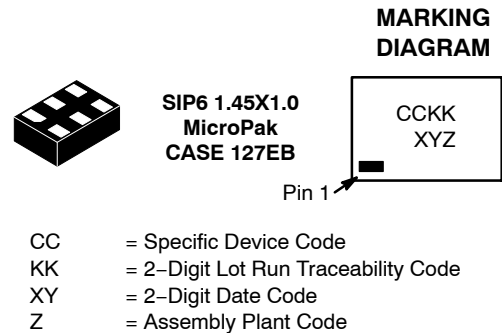 MARKING
DIAGRAM
SIP6 1.45X1.0
MicroPak
CASE 127EB
CCKK
XYZ
Pin 1
CC = Specific Device Code
KK = 2−Digit Lot Run Traceability Code
XY = 2−Digit Date Code
Z = Assembly Plant Code